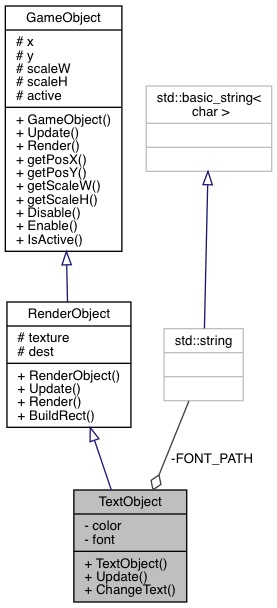 GameObject
# x
# y
# scaleW
# scaleH
# active
+ GameObject()
+ Update()
+ Render()
+ getPosX()
+ getPosY()
+ getScaleW()
+ getScaleH()
+ Disable()
+ Enable()
+ IsActive()
std::basic_string<
char >
RenderObject
# texture
# dest
+ RenderObject()
+ Update()
+ Render()
+ BuildRect()
std::string
-FONT_PATH
TextObject
- color
- font
+ TextObject()
+ Update()
+ ChangeText()